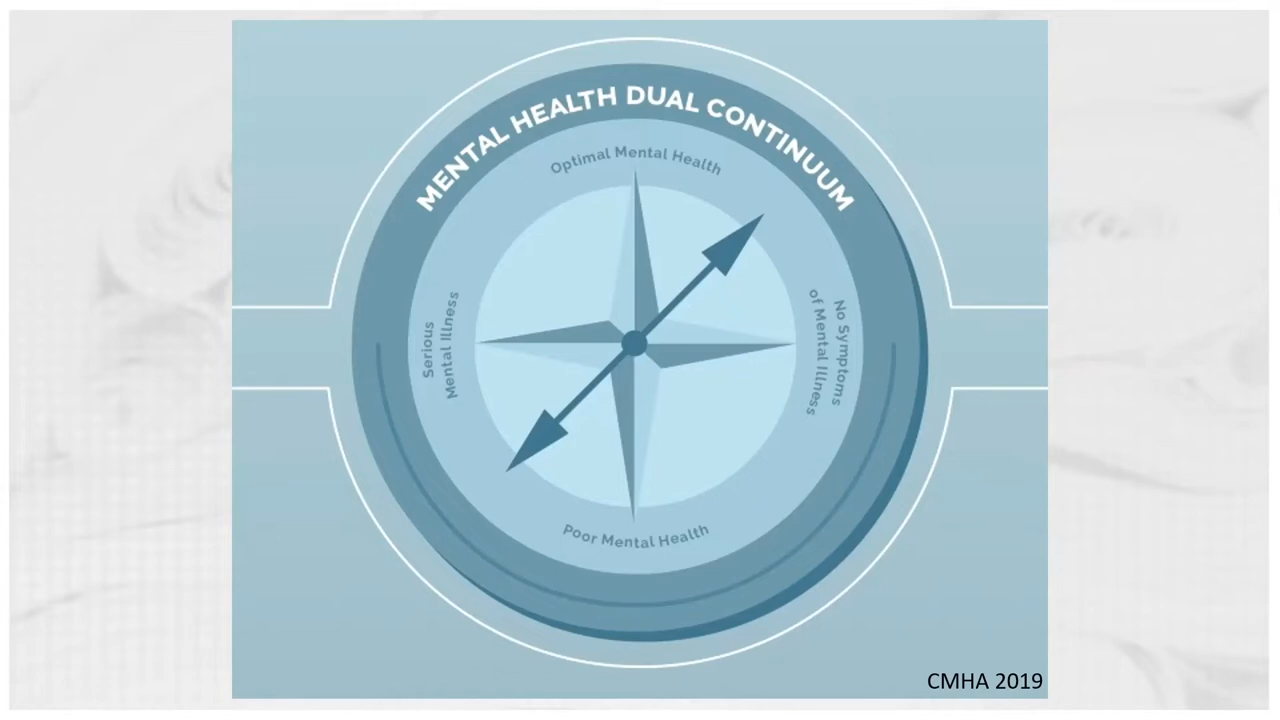 MENTAL HEALTH DUAL CONTINUUM
Optimal Mental Health
Serious
Mental Illness
No Symptoms
of Mental Illness
Poor Mental Health
CMHA 2019